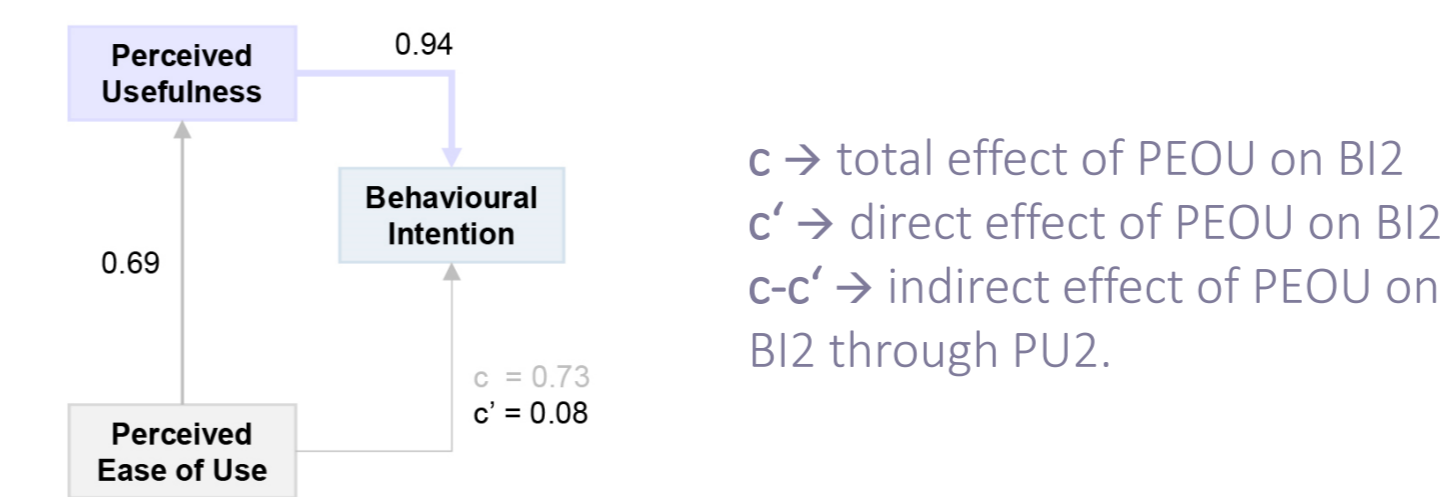 Perceived
Usefulness
0.94
Behavioural
Intention
0.69
c = 0.73
c' = 0.08
Perceived
Ease of Use
c → total effect of PEOU on BI2
c‘ → direct effect of PEOU on BI2
c-c‘ → indirect effect of PEOU on
BI2 through PU2.